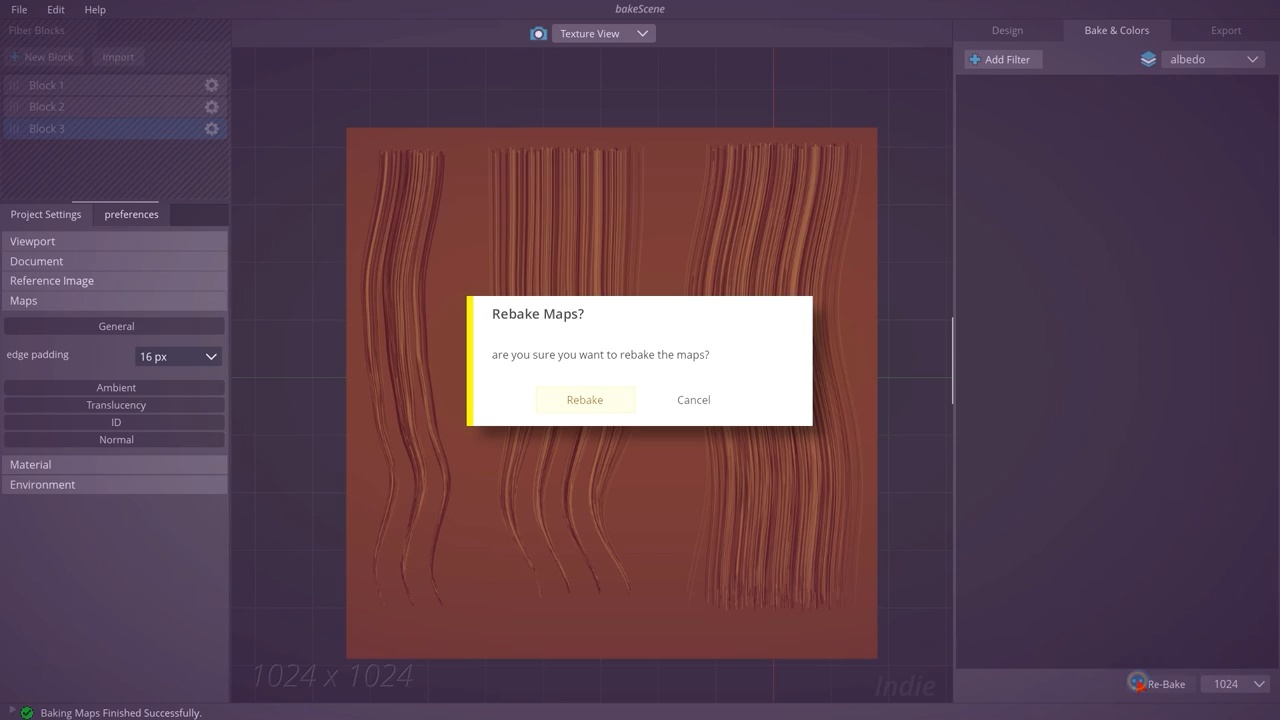 File Edit Help
bakeScene
Fiber Blocks
New Block Import
Block 1
Block 2
Block 3
Project Settings preferences
Viewport
Document
Reference Image
Maps
General
edge padding 16 px
Ambient
Translucency
ID
Normal
Material
Environment
Texture View
1024 x 1024
Indie
Rebake Maps?
are you sure you want to rebake the maps?
Rebake Cancel
Design Bake & Colors Export
Add Filter albedo
Re-Bake 1024
Baking Maps Finished Successfully.